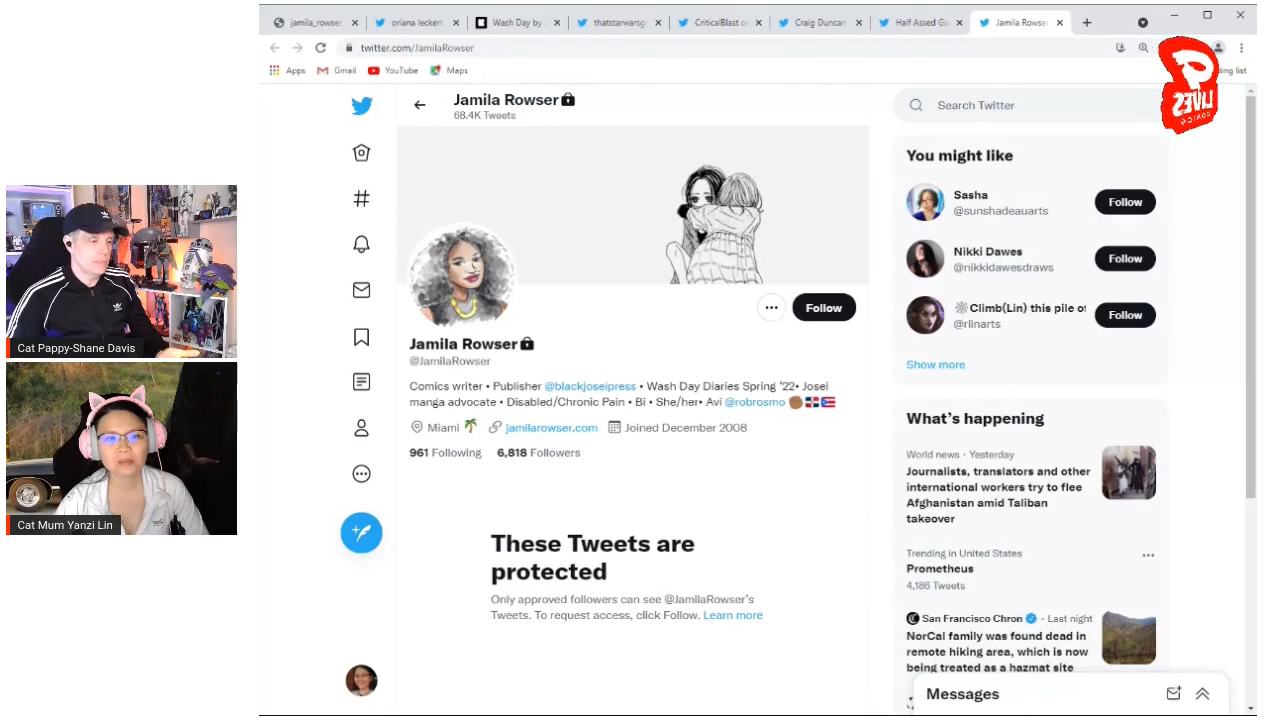 jamila_rowser_
oriana leckert
Wash Day by
thatstarwarsg
CriticalBlast o
Craig Duncan
Half Assed G
Jamila Rowse
twitter.com/JamilaRowser
Apps
Gmail
YouTube
Maps
ing list
LIVES
COMICS
Jamila Rowser
68.4K Tweets
Search Twitter
Follow
Jamila Rowser
@JamilaRowser
Comics writer • Publisher @blackjoseipress • Wash Day Diaries Spring '22• Josei
manga advocate • Disabled/Chronic Pain • Bi • She/her• Avi @robrosmo
Miami jamilarowser.com Joined December 2008
961 Following 6,818 Followers
These Tweets are
protected
Only approved followers can see @JamilaRowser's
Tweets. To request access, click Follow. Learn more
You might like
Sasha
@sunshadeauarts
Follow
Nikki Dawes
@nikkidawesdraws
Follow
Climb(Lin) this pile of
@rlinarts
Follow
Show more
What's happening
World news · Yesterday
Journalists, translators and other
international workers try to flee
Afghanistan amid Taliban
takeover
Trending in United States
Prometheus
4,186 Tweets
San Francisco Chron · Last night
NorCal family was found dead in
remote hiking area, which is now
being treated as a hazmat site
Messages
Cat Pappy-Shane Davis
Cat Mum Yanzi Lin